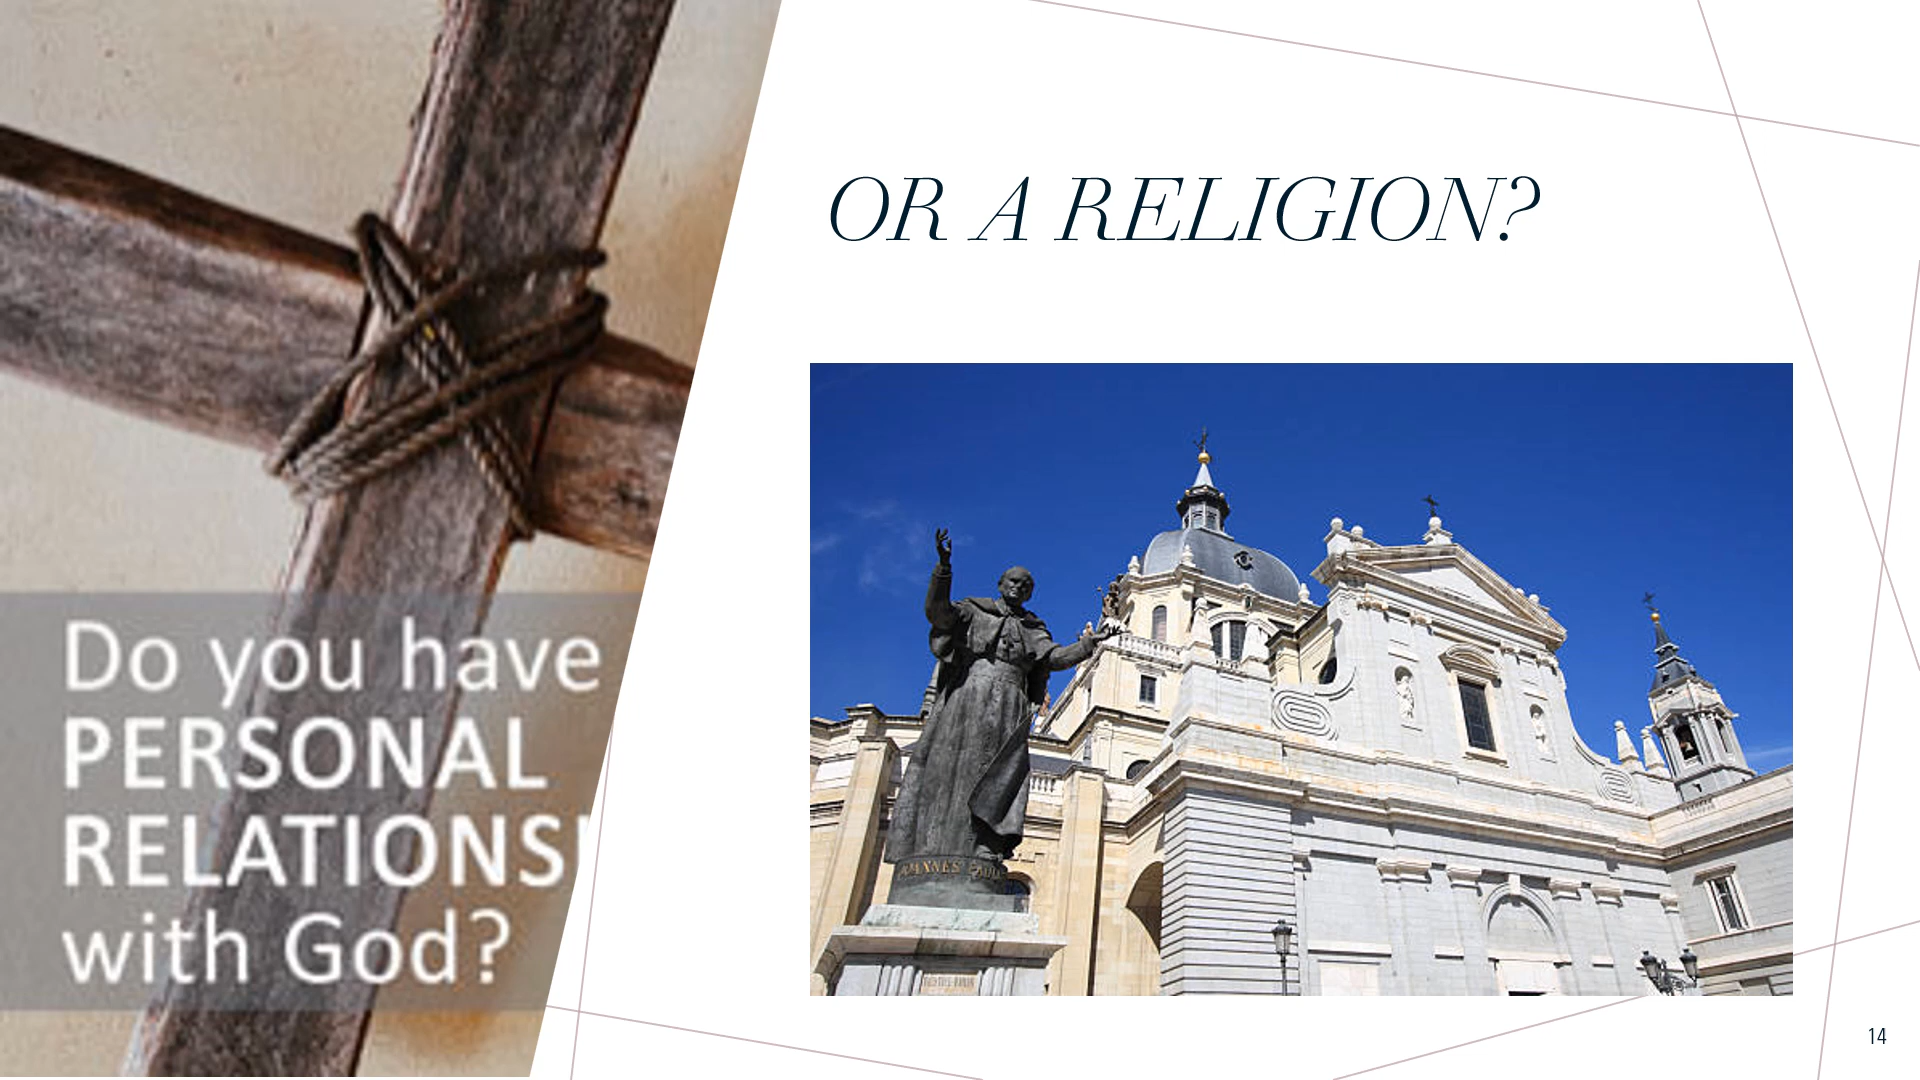 Do you have
PERSONAL
RELATIONS
with God?
OR A RELIGION?
14